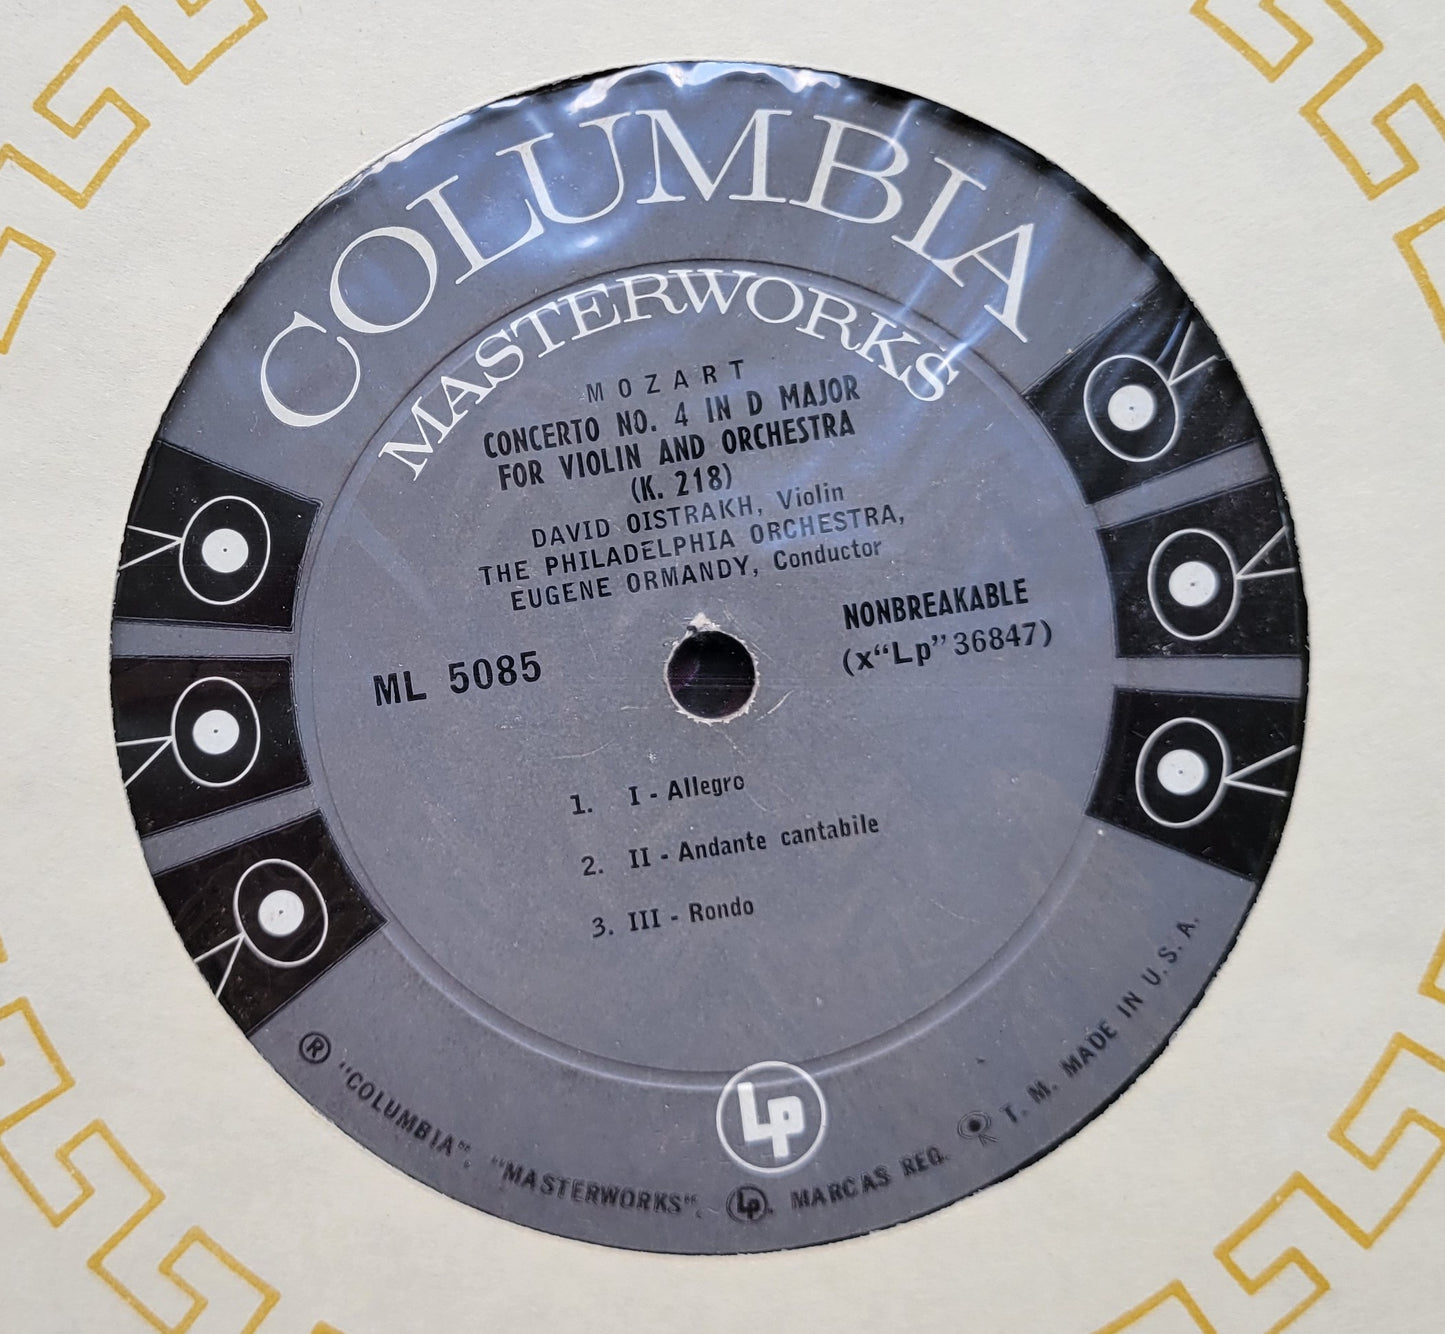 COLUMBIA
MASTERWORKS
MOZART
CONCERTO NO. 4 IN D MAJOR
FOR VIOLIN AND ORCHESTRA
(K. 218)
DAVID OISTRAKH, Violin
THE PHILADELPHIA ORCHESTRA,
EUGENE ORMANDY, Conductor
NONBREAKABLE
ML 5085
(x“Lp” 36847)
1. I - Allegro
2. II - Andante cantabile
3. III - Rondo
LP
® "COLUMBIA", "MASTERWORKS", LP, MARCAS REG. T. M. MADE IN U. S. A.